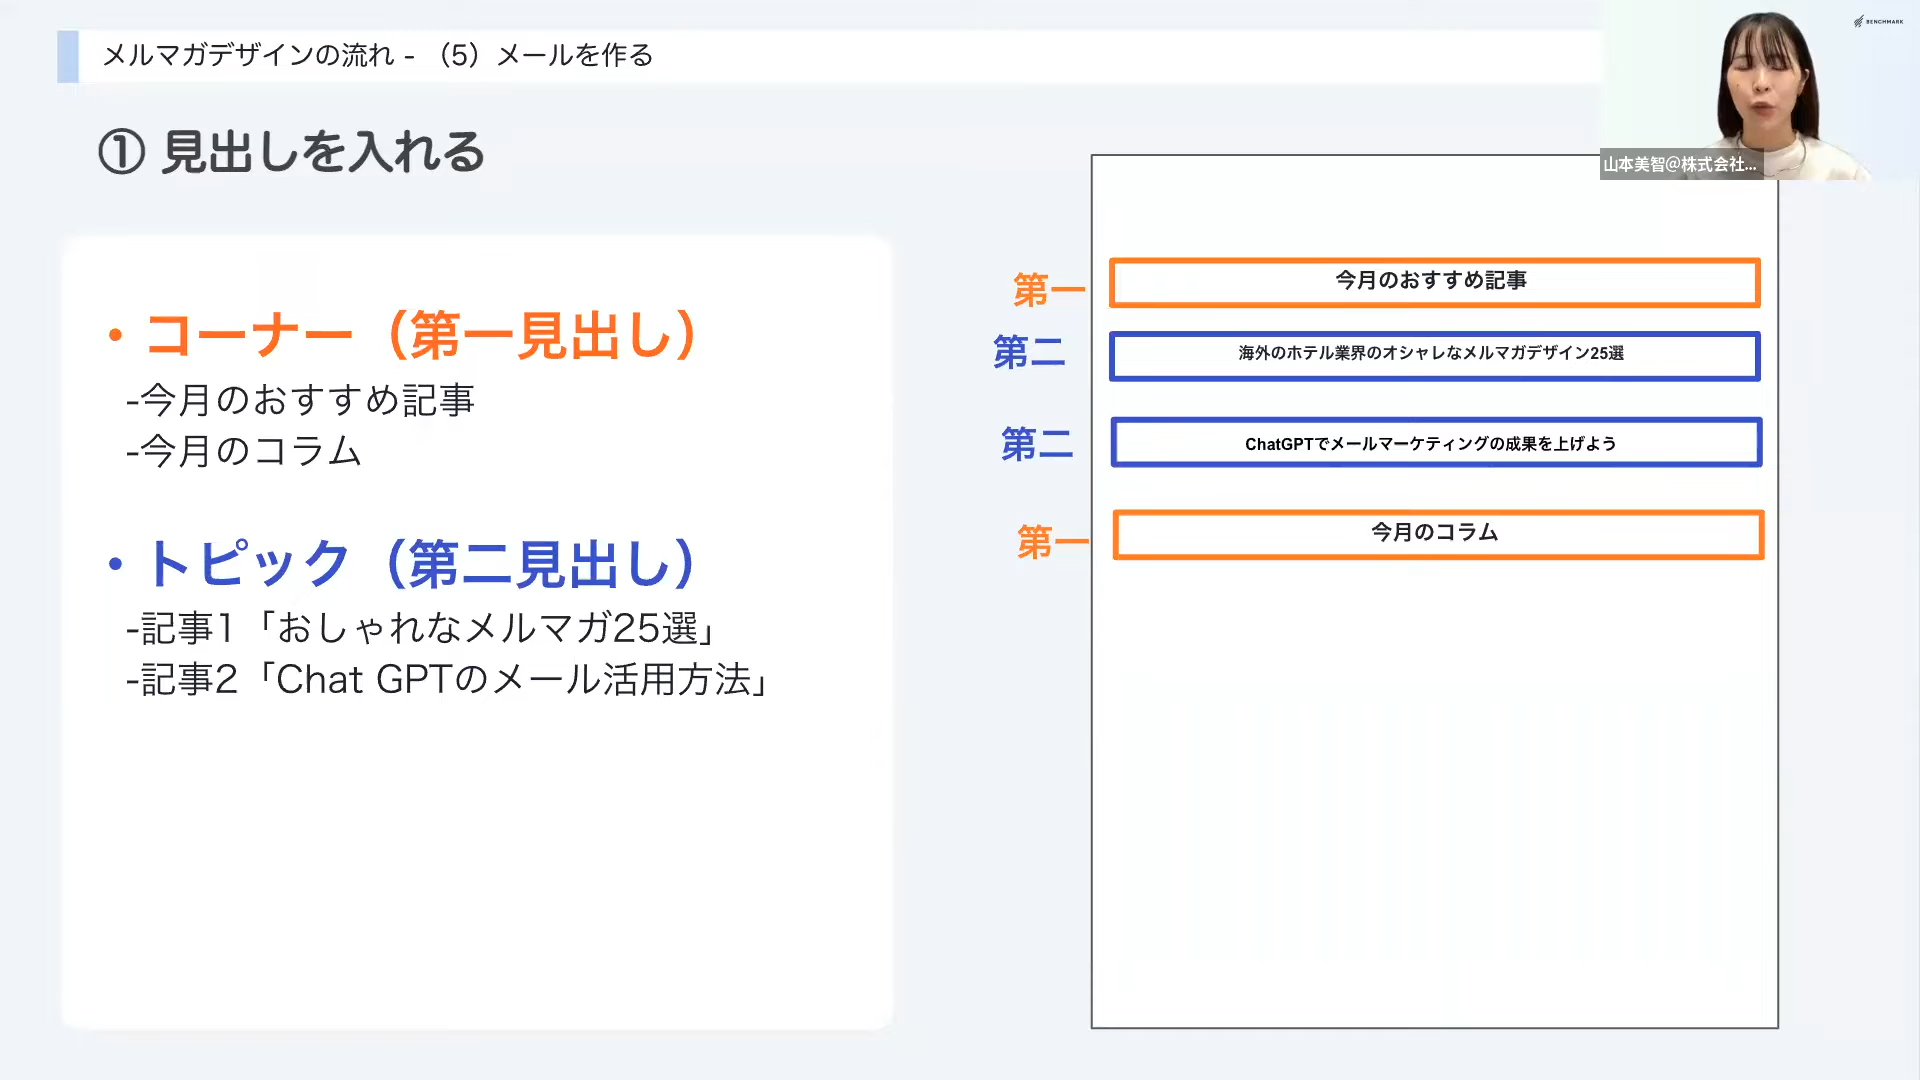 メルマガデザインの流れ - （5）メールを作る
BENCHMARK
① 見出しを入れる
山本美智@株式会社...
・コーナー（第一見出し）
-今月のおすすめ記事
-今月のコラム
・トピック（第二見出し）
-記事1「おしゃれなメルマガ25選」
-記事2「Chat GPTのメール活用方法」
第一
今月のおすすめ記事
第二
海外のホテル業界のオシャレなメルマガデザイン25選
第二
ChatGPTでメールマーケティングの成果を上げよう
第一
今月のコラム